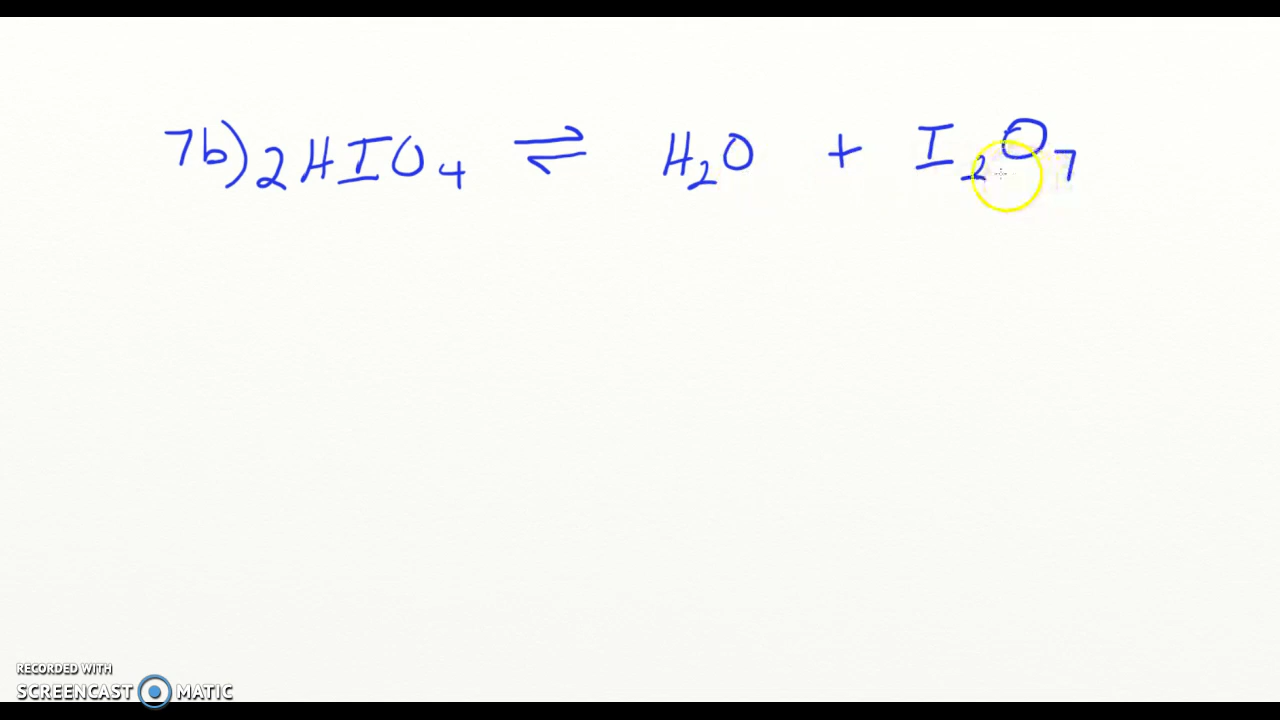 7b) 2HIO₄ ⇌ H₂O + I₂O₇
RECORDED WITH
SCREENCAST MATIC